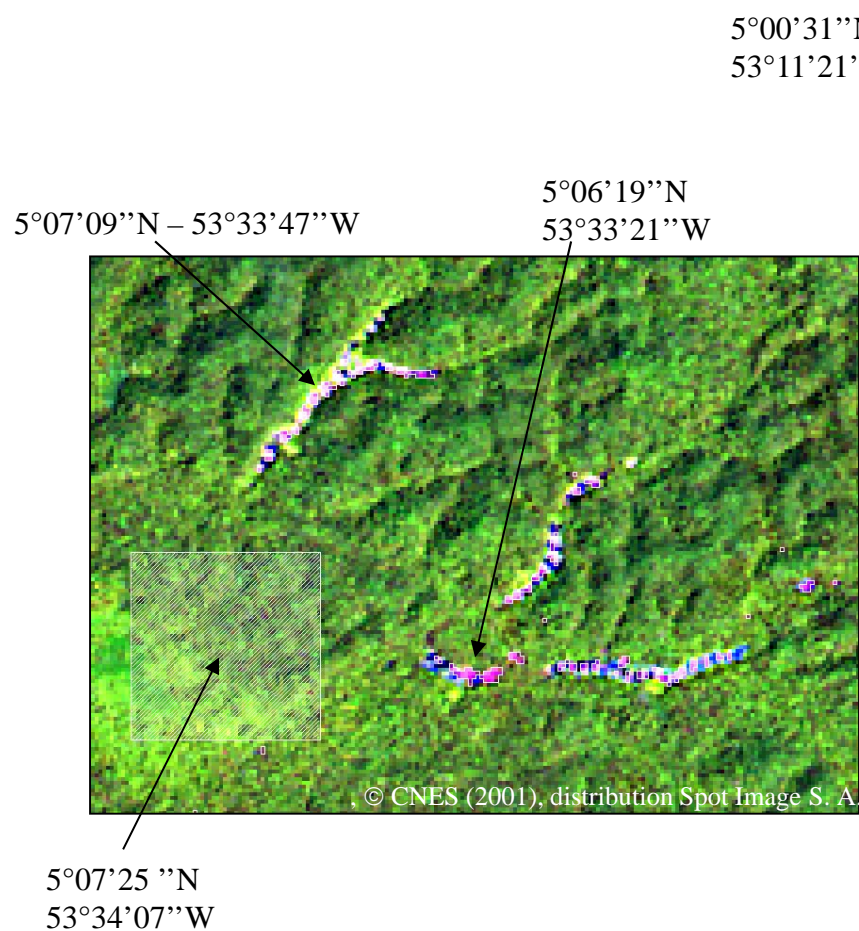 5°00’31’’N
53°11’21’’
5°06’19’’N
53°33’21’’W
5°07’09’’N – 53°33’47’’W
, © CNES (2001), distribution Spot Image S. A.
5°07’25 ’’N
53°34’07’’W